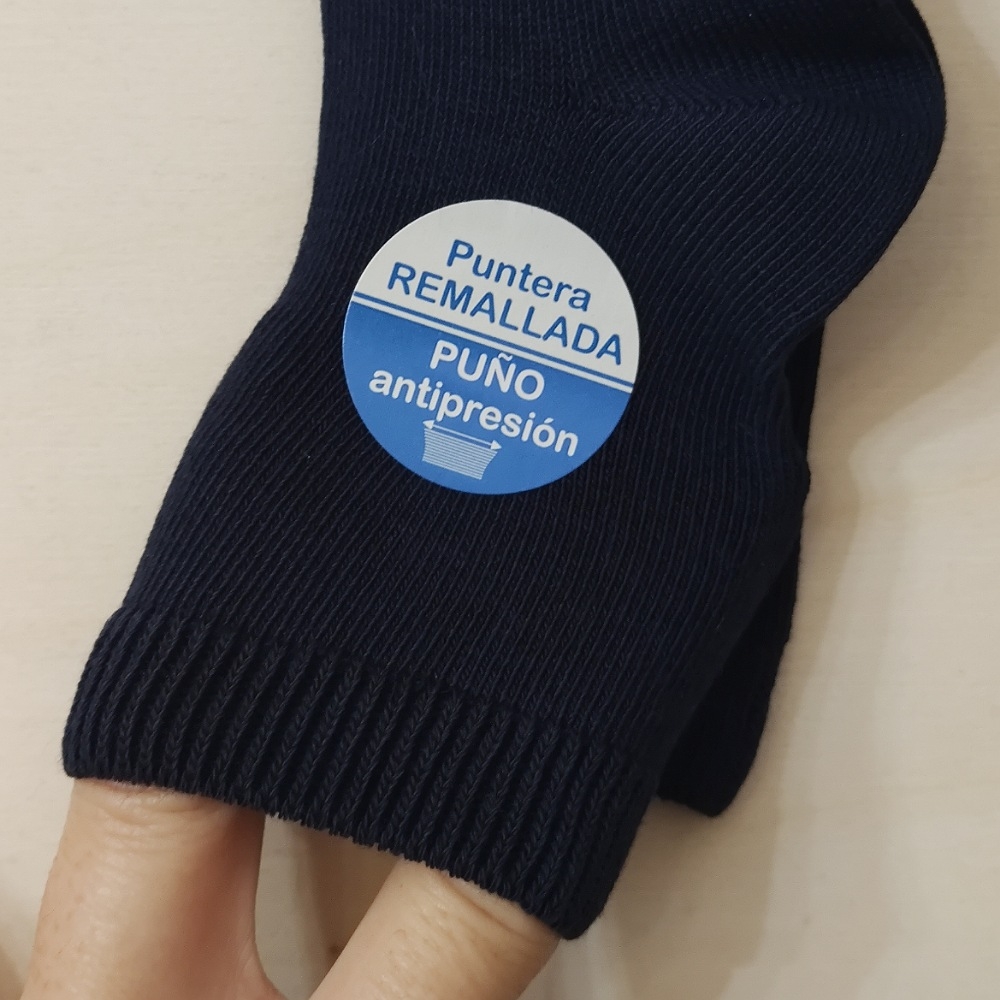 Puntera
REMALLADA
PUÑO
antipresión